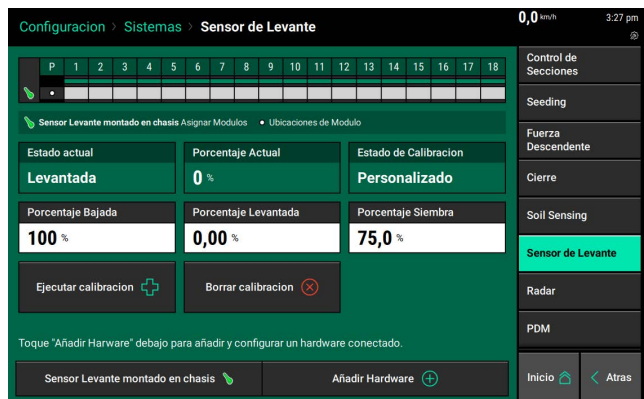 Configuracion > Sistemas > Sensor de Levante
0,0 km/h 3:27 pm
P 1 2 3 4 5 6 7 8 9 10 11 12 13 14 15 16 17 18
Sensor Levante montado en chasis Asignar Modulos • Ubicaciones de Modulo
Estado actual
Levantada
Porcentaje Actual
0 %
Estado de Calibracion
Personalizado
Porcentaje Bajada
100 %
Porcentaje Levantada
0,00 %
Porcentaje Siembra
75,0 %
Ejecutar calibracion
Borrar calibracion
Toque "Añadir Harware" debajo para añadir y configurar un hardware conectado.
Sensor Levante montado en chasis
Añadir Hardware
Control de
Secciones
Seeding
Fuerza
Descendente
Cierre
Soil Sensing
Sensor de Levante
Radar
PDM
Inicio
< Atras